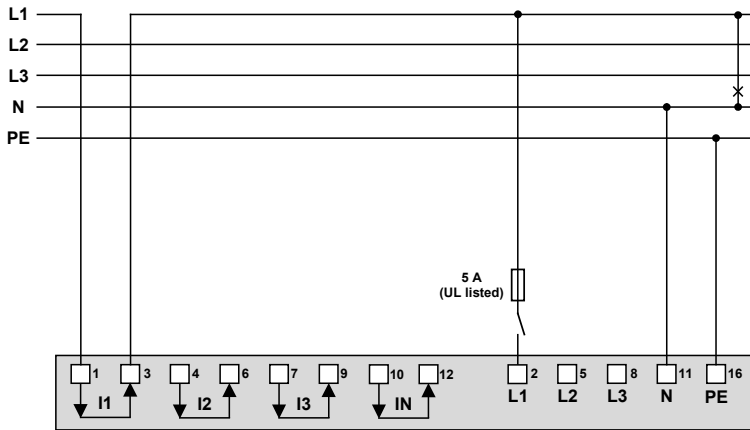 L1
L2
L3
N
PE
5 A
(UL listed)
1 3 4 6 7 9 10 12 2 5 8 11 16
I1 I2 I3 IN L1 L2 L3 N PE